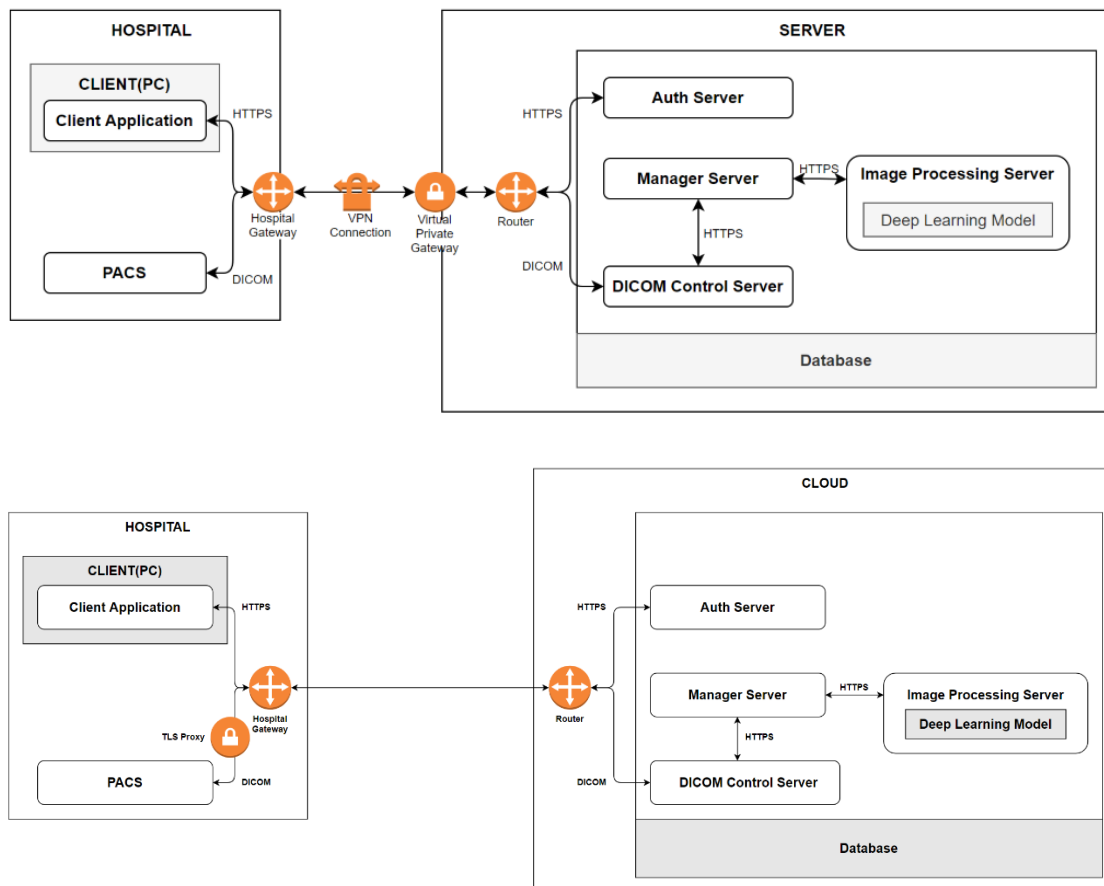 HOSPITAL
CLIENT(PC)
Client Application
HTTPS
Hospital
Gateway
VPN
Connection
PACS
DICOM
SERVER
Virtual
Private
Gateway
Router
HTTPS
DICOM
Auth Server
Manager Server
HTTPS
Image Processing Server
Deep Learning Model
HTTPS
DICOM Control Server
Database
HOSPITAL
CLIENT(PC)
Client Application
HTTPS
Hospital
Gateway
TLS Proxy
PACS
DICOM
CLOUD
Router
HTTPS
DICOM
Auth Server
Manager Server
HTTPS
Image Processing Server
Deep Learning Model
HTTPS
DICOM Control Server
Database